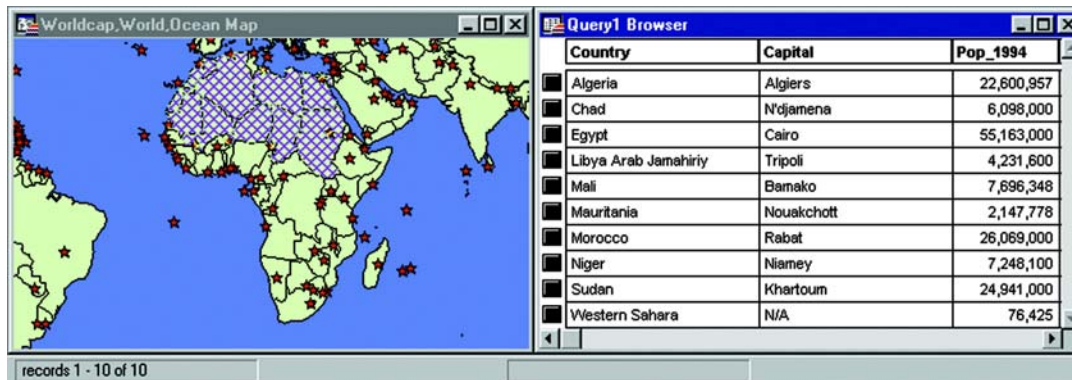 Worldcap,World,Ocean Map
Query1 Browser
Country Capital Pop_1994
Algeria Algiers 22,600,957
Chad N'djamena 6,098,000
Egypt Cairo 55,163,000
Libya Arab Jamahiriy Tripoli 4,231,600
Mali Bamako 7,696,348
Mauritania Nouakchott 2,147,778
Morocco Rabat 26,069,000
Niger Niamey 7,248,100
Sudan Khartoum 24,941,000
Western Sahara N/A 76,425
records 1 - 10 of 10